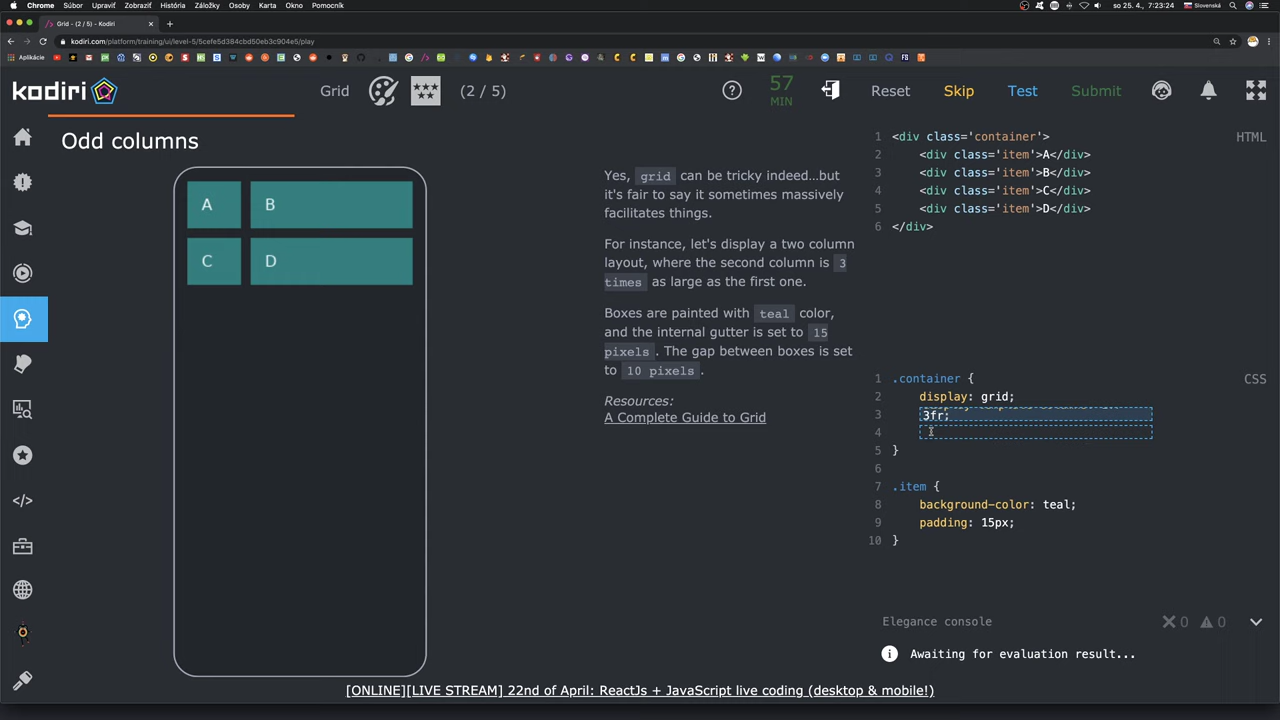 Chrome Súbor Upraviť Zobraziť História Záložky Osoby Karta Okno Pomocník
so 25. 4., 7:23:24 Slovenská
Grid - (2 / 5) - Kodiri
kodiri.com/platform/training/ui/level-5/5cefe5d384cbd50eb3c904e5/play
Aplikácie
kodiri
Grid
(2 / 5)
57
MIN
Reset
Skip
Test
Submit
Odd columns
A
B
C
D
Yes, grid can be tricky indeed...but
it's fair to say it sometimes massively
facilitates things.
For instance, let's display a two column
layout, where the second column is 3
times as large as the first one.
Boxes are painted with teal color,
and the internal gutter is set to 15
pixels . The gap between boxes is set
to 10 pixels .
Resources:
A Complete Guide to Grid
HTML
1 <div class='container'>
2 <div class='item'>A</div>
3 <div class='item'>B</div>
4 <div class='item'>C</div>
5 <div class='item'>D</div>
6 </div>
CSS
1 .container {
2 display: grid;
3 3fr;
4
5 }
6
7 .item {
8 background-color: teal;
9 padding: 15px;
10 }
Elegance console
0 0
Awaiting for evaluation result...
[ONLINE][LIVE STREAM] 22nd of April: ReactJs + JavaScript live coding (desktop & mobile!)